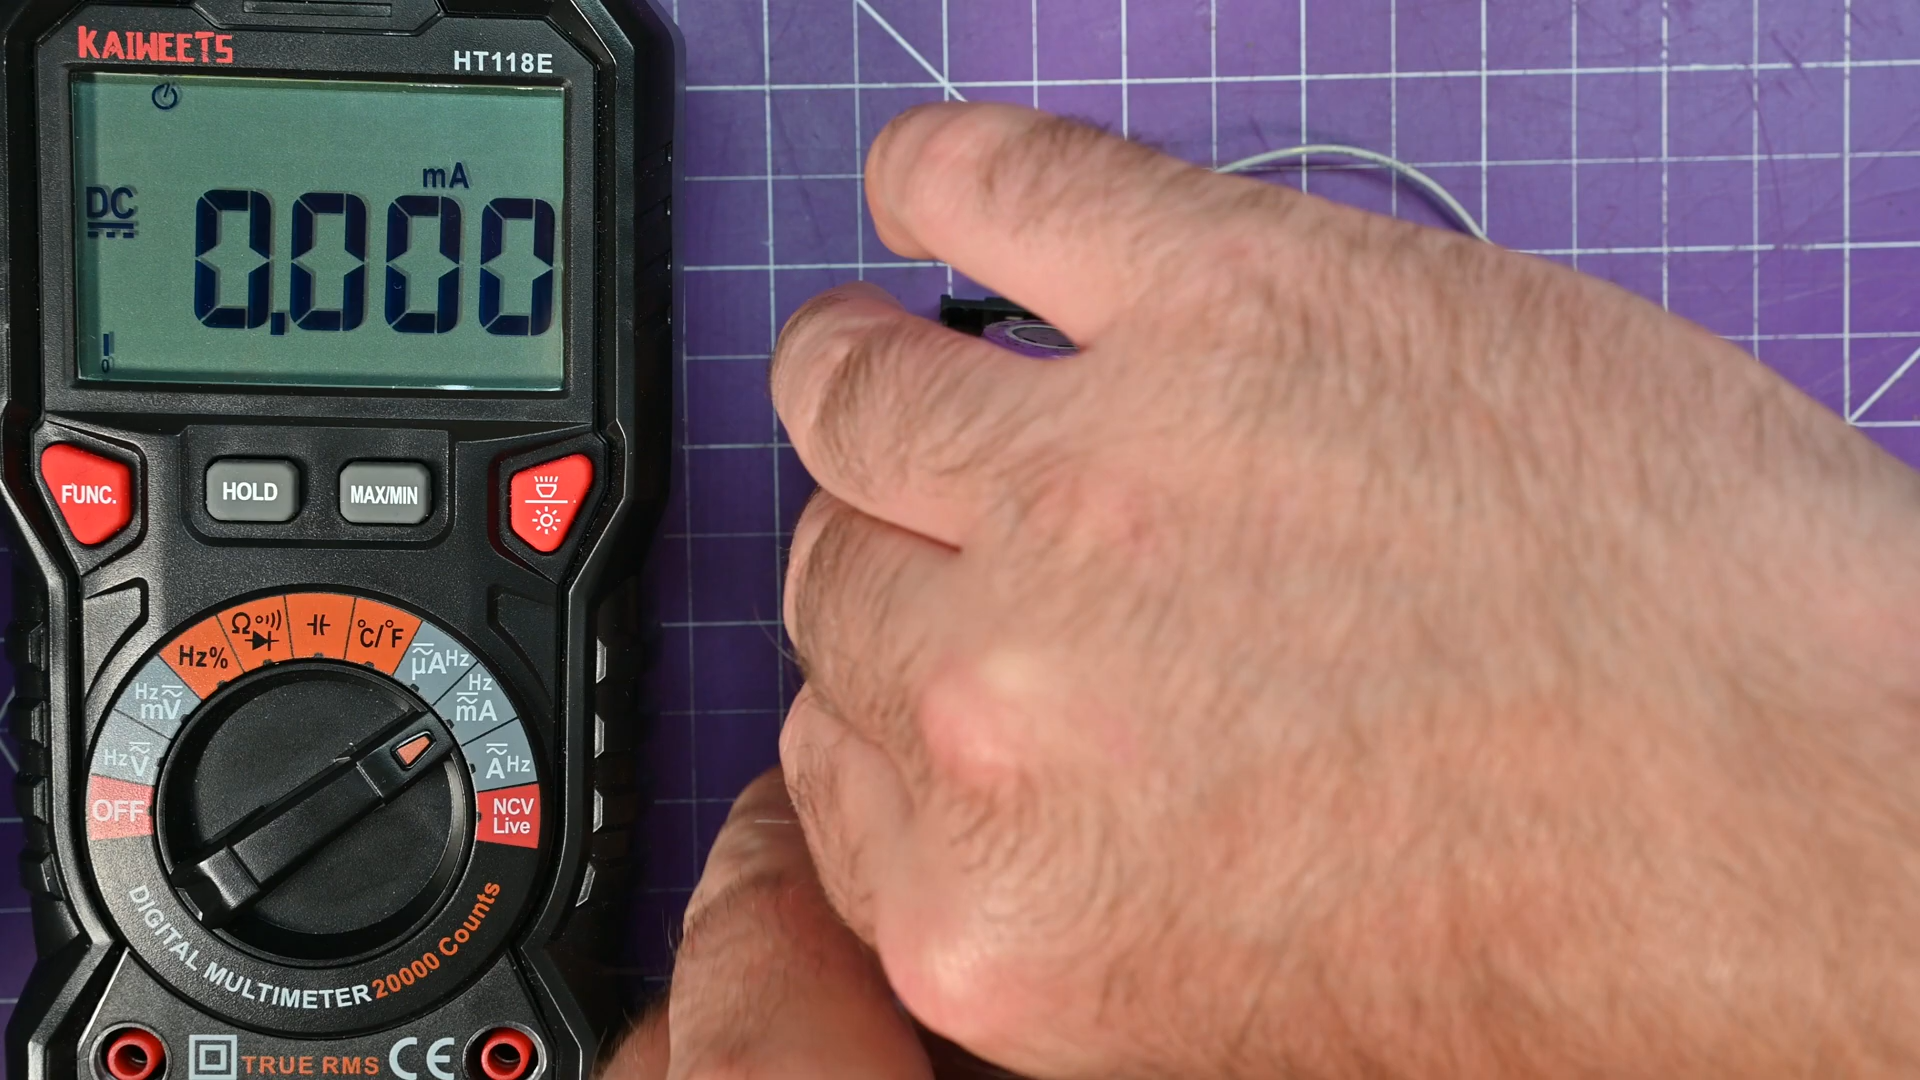 KAIWEETS
HT118E
mA
DC
0.000
FUNC.
HOLD
MAX/MIN
Hz%
Ω
°C/°F
µA Hz
Hz mA
A Hz
NCV
Live
Hz mV
Hz V
OFF
DIGITAL MULTIMETER 20000 Counts
TRUE RMS
CE